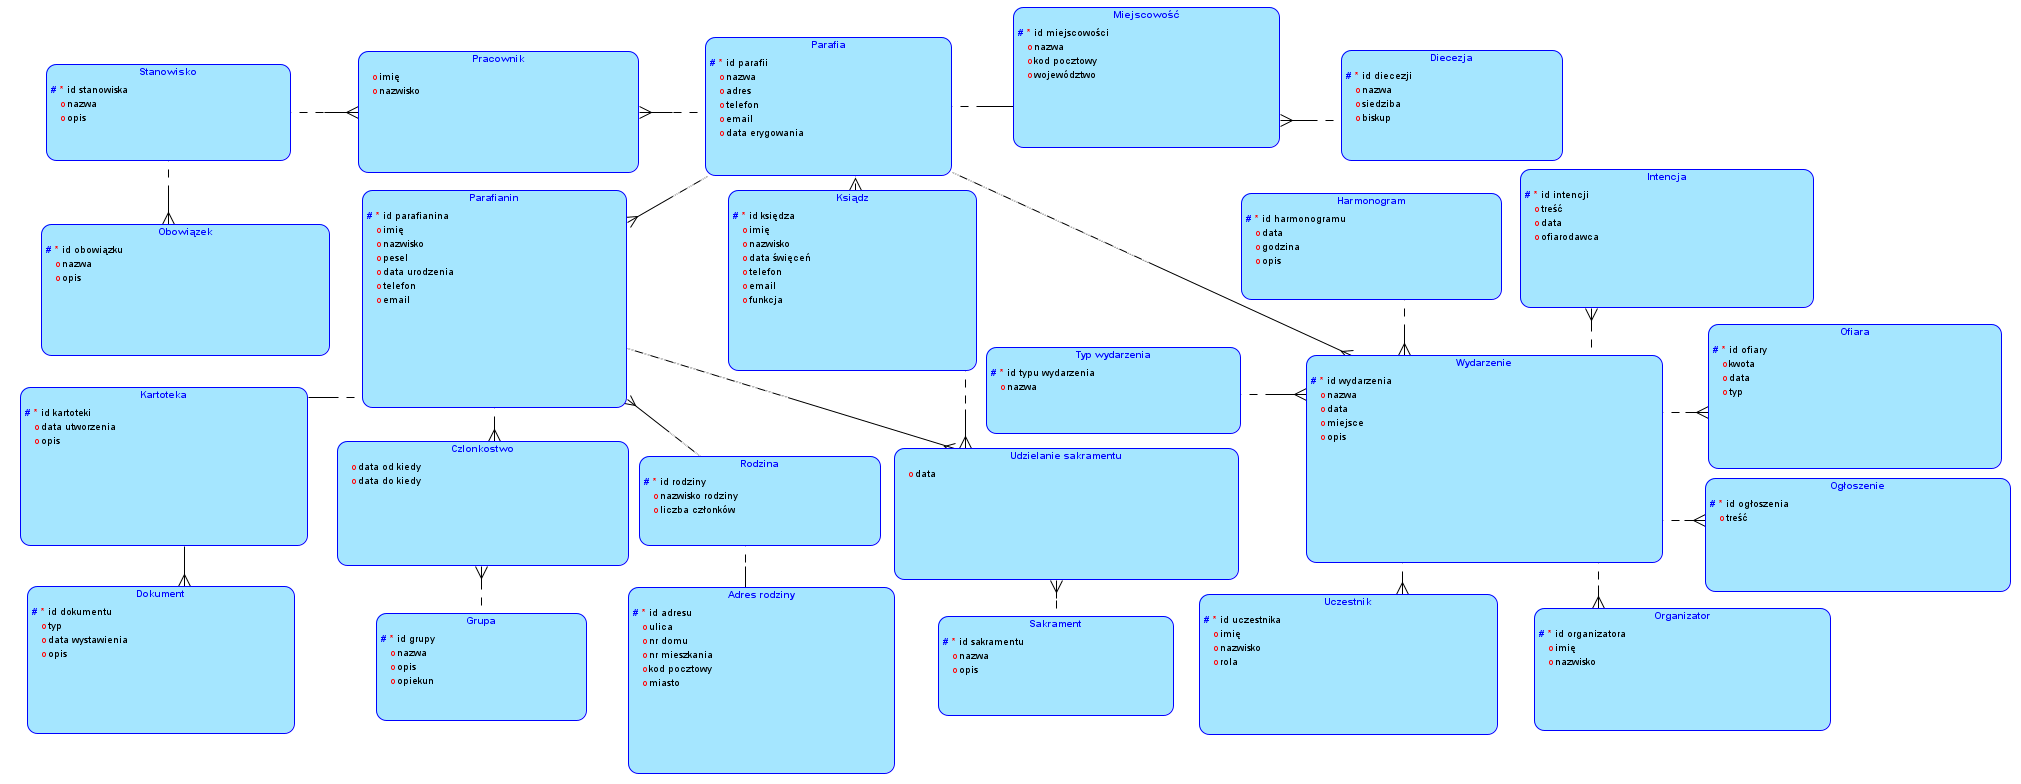 Stanowisko
# * id stanowiska
o nazwa
o opis
Pracownik
o imię
o nazwisko
Parafia
# * id parafii
o nazwa
o adres
o telefon
o email
o data erygowania
Miejscowość
# * id miejscowości
o nazwa
o kod pocztowy
o województwo
Diecezja
# * id diecezji
o nazwa
o siedziba
o biskup
Obowiązek
# * id obowiązku
o nazwa
o opis
Parafianin
# * id parafianina
o imię
o nazwisko
o pesel
o data urodzenia
o telefon
o email
Ksiądz
# * id księdza
o imię
o nazwisko
o data święceń
o telefon
o email
o funkcja
Harmonogram
# * id harmonogramu
o data
o godzina
o opis
Intencja
# * id intencji
o treść
o data
o ofiarodawca
Kartoteka
# * id kartoteki
o data utworzenia
o opis
Członkostwo
o data od kiedy
o data do kiedy
Rodzina
# * id rodziny
o nazwisko rodziny
o liczba członków
Typ wydarzenia
# * id typu wydarzenia
o nazwa
Udzielanie sakramentu
o data
Wydarzenie
# * id wydarzenia
o nazwa
o data
o miejsce
o opis
Ofiara
# * id ofiary
o kwota
o data
o typ
Ogłoszenie
# * id ogłoszenia
o treść
Dokument
# * id dokumentu
o typ
o data wystawienia
o opis
Grupa
# * id grupy
o nazwa
o opis
o opiekun
Adres rodziny
# * id adresu
o ulica
o nr domu
o nr mieszkania
o kod pocztowy
o miasto
Sakrament
# * id sakramentu
o nazwa
o opis
Uczestnik
# * id uczestnika
o imię
o nazwisko
o rola
Organizator
# * id organizatora
o imię
o nazwisko